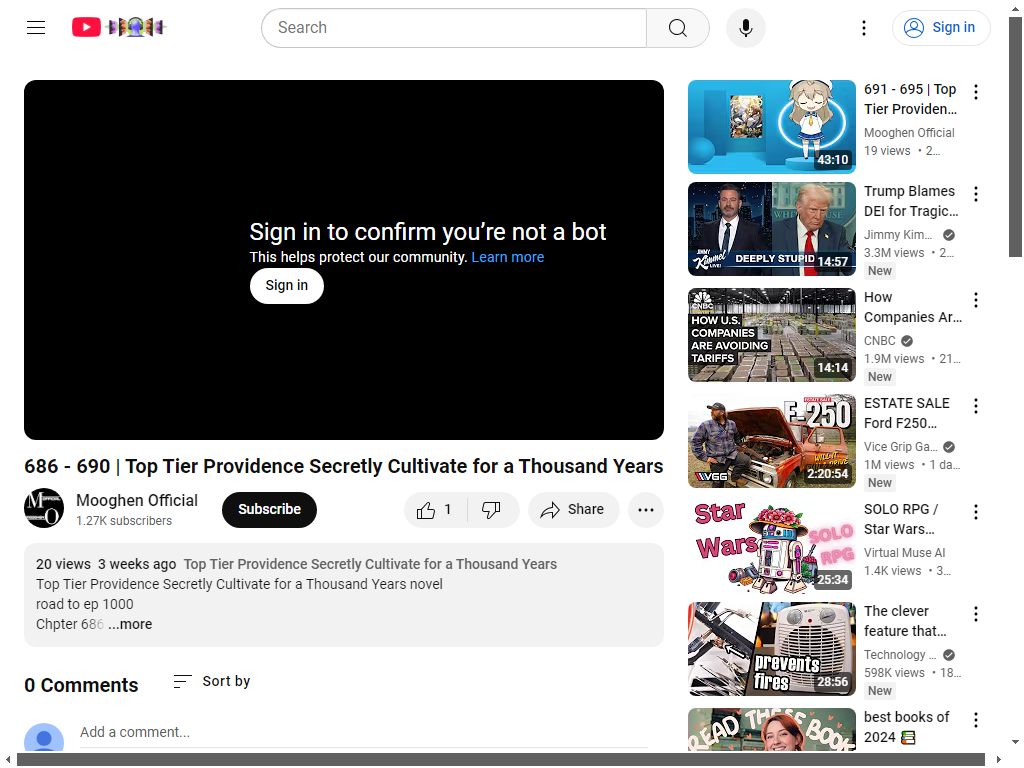 Search
Sign in
Sign in to confirm you’re not a bot
This helps protect our community. Learn more
Sign in
686 - 690 | Top Tier Providence Secretly Cultivate for a Thousand Years
Mooghen Official
1.27K subscribers
Subscribe
1
Share
20 views 3 weeks ago Top Tier Providence Secretly Cultivate for a Thousand Years
Top Tier Providence Secretly Cultivate for a Thousand Years novel
road to ep 1000
Chpter 686 ...more
0 Comments
Sort by
Add a comment...
43:10
691 - 695 | Top
Tier Providen...
Mooghen Official
19 views • 2...
JIMMY
KIMMEL
LIVE!
DEEPLY STUPID
14:57
Trump Blames
DEI for Tragic...
Jimmy Kim...
3.3M views • 2...
New
CNBC
HOW U.S.
COMPANIES
ARE AVOIDING
TARIFFS
14:14
How
Companies Ar...
CNBC
1.9M views • 21...
New
ESTATE SALE
F-250
WILL IT
VGG
2:20:54
ESTATE SALE
Ford F250...
Vice Grip Ga...
1M views • 1 da...
New
Star
Wars
SOLO
RPG
25:34
SOLO RPG /
Star Wars...
Virtual Muse AI
1.4K views • 3...
prevents
fires
28:56
The clever
feature that...
Technology ...
598K views • 18...
New
READ THESE BOOK
best books of
2024